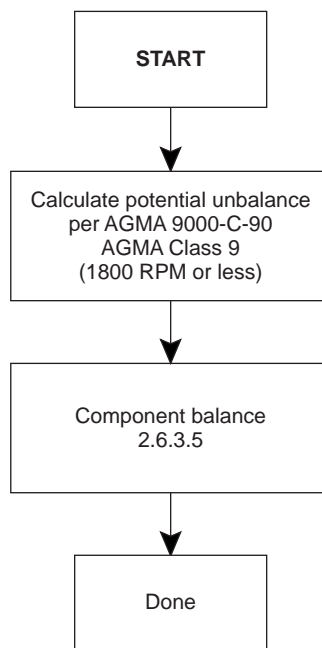 START
Calculate potential unbalance
per AGMA 9000-C-90
AGMA Class 9
(1800 RPM or less)
Component balance
2.6.3.5
Done